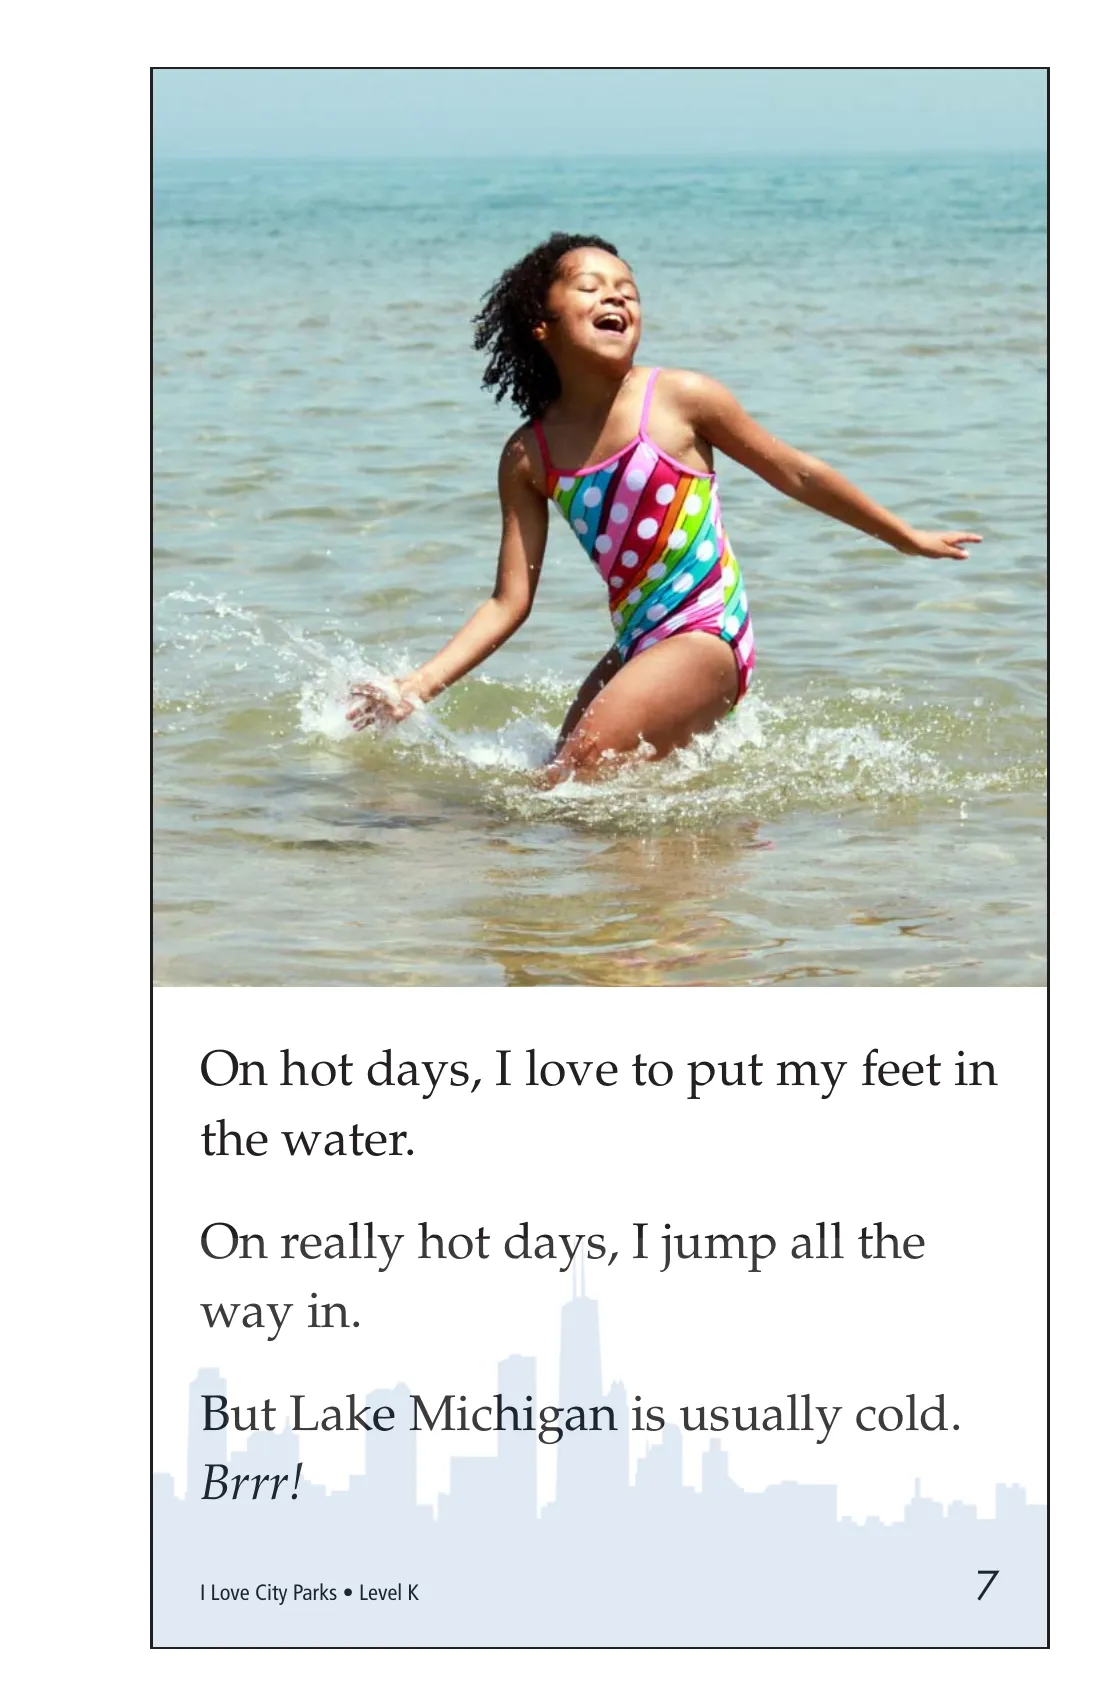 On hot days, I love to put my feet in
the water.
On really hot days, I jump all the
way in.
But Lake Michigan is usually cold.
Brrr!
I Love City Parks • Level K
7